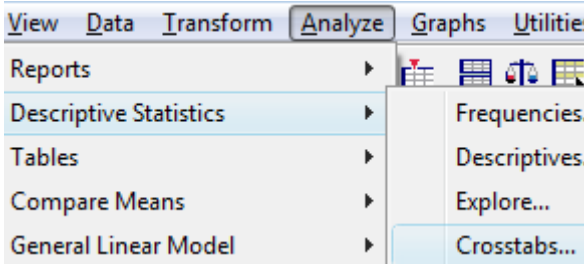 View Data Transform Analyze Graphs Utilitie
Reports
Descriptive Statistics
Tables
Compare Means
General Linear Model
Frequencies.
Descriptives.
Explore...
Crosstabs...